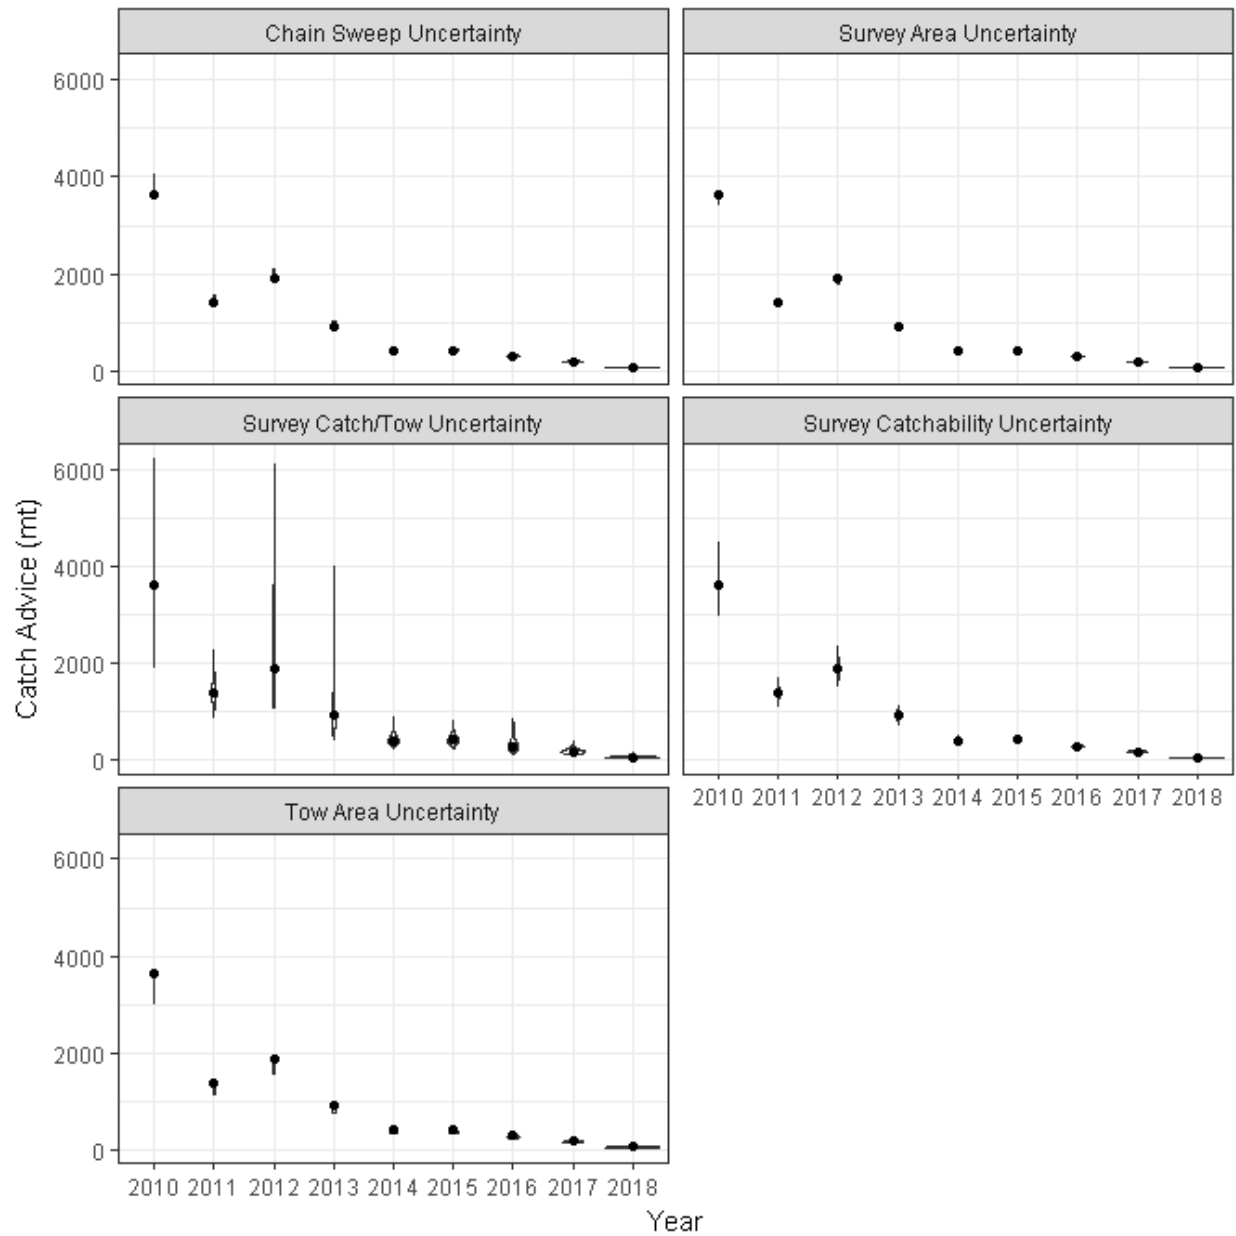 Chain Sweep Uncertainty
Survey Area Uncertainty
6000
4000
2000
0
Survey Catch/Tow Uncertainty
Survey Catchability Uncertainty
6000
4000
2000
0
2010 2011 2012 2013 2014 2015 2016 2017 2018
Tow Area Uncertainty
6000
4000
2000
0
2010 2011 2012 2013 2014 2015 2016 2017 2018
Catch Advice (mt)
Year